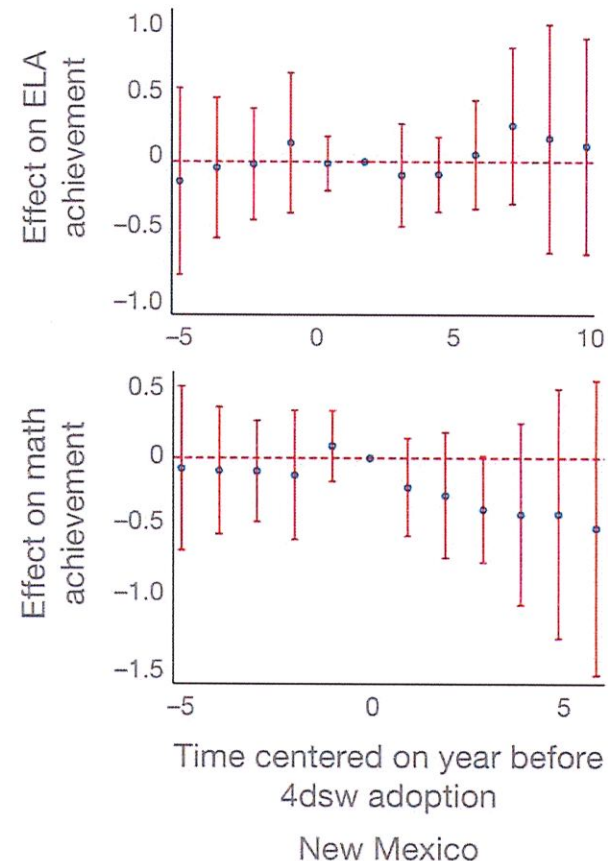 Effect on ELA
achievement
1.0
0.5
0
−0.5
−1.0
−5
0
5
10
Effect on math
achievement
0.5
0
−0.5
−1.0
−1.5
−5
0
5
Time centered on year before
4dsw adoption
New Mexico